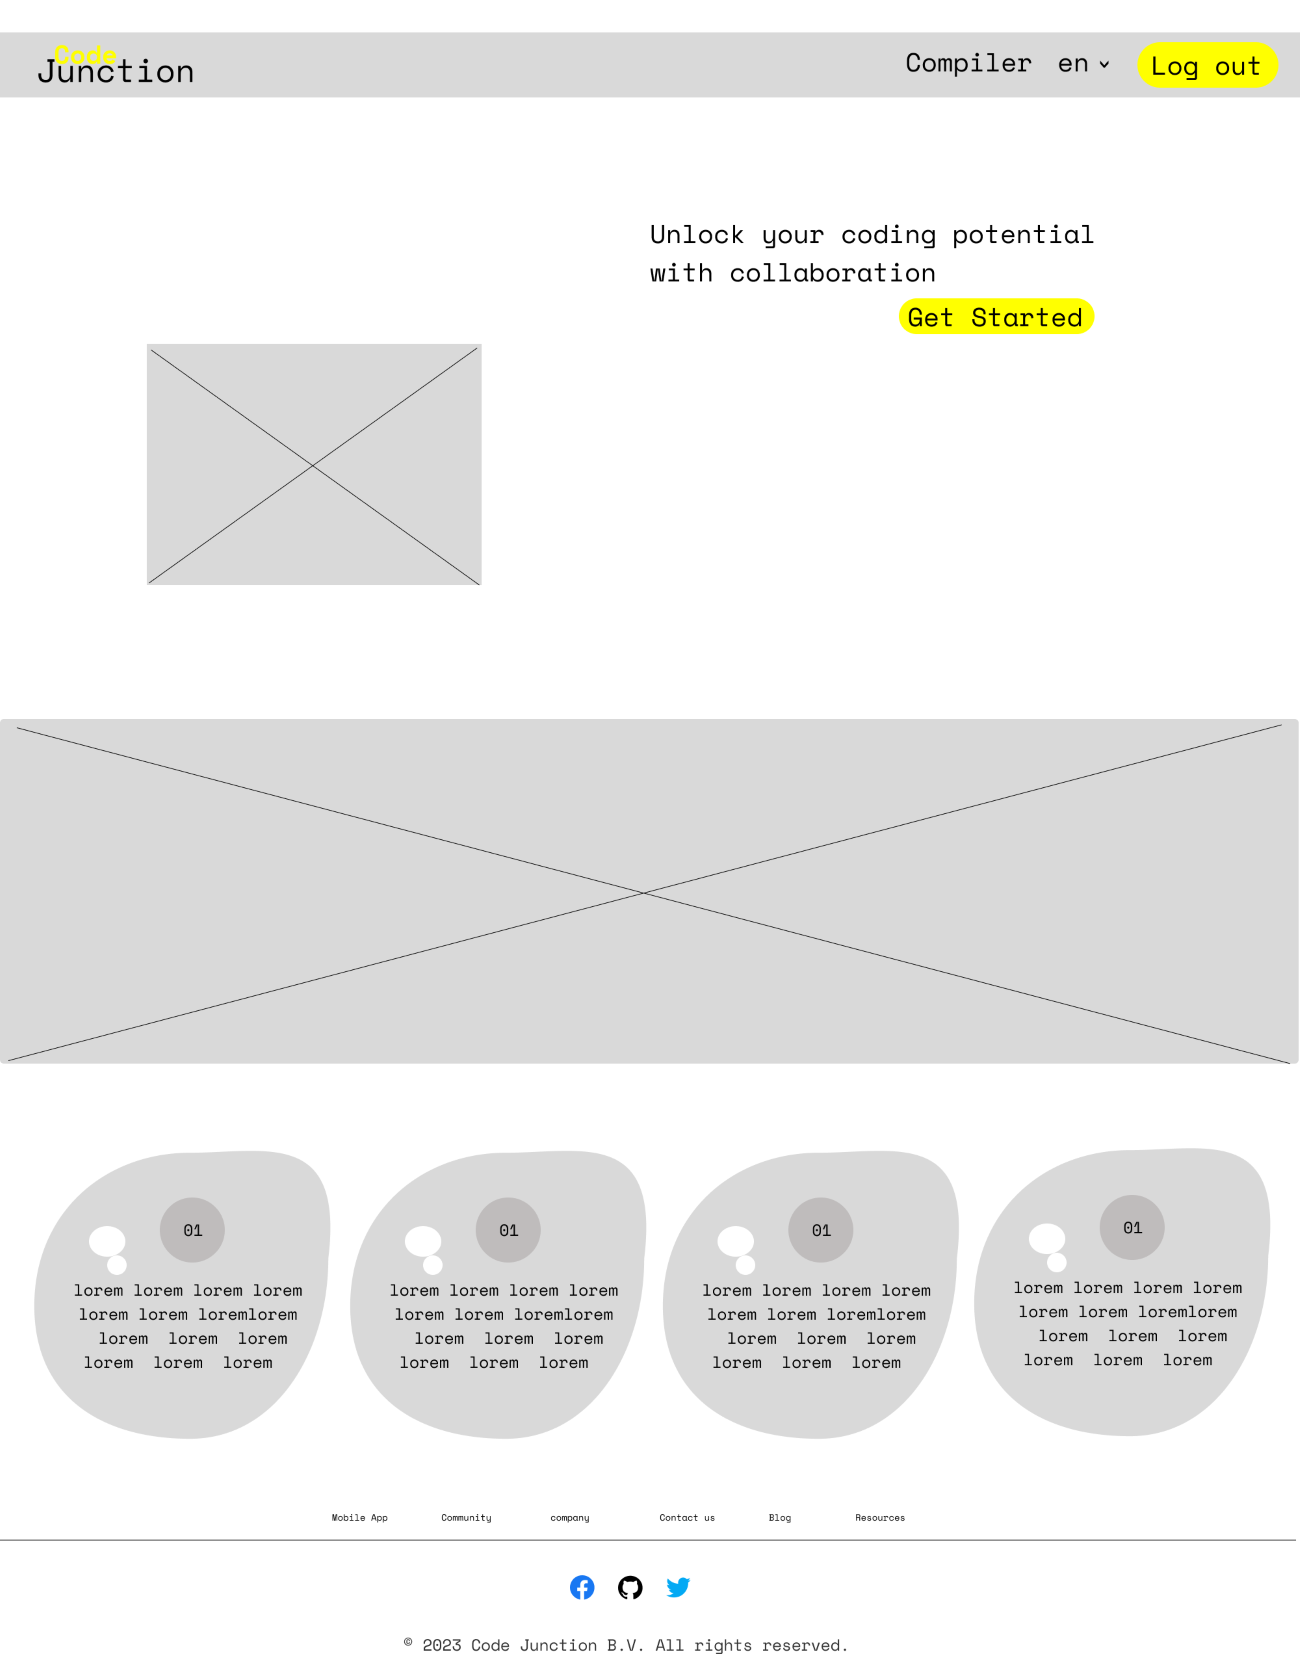 Code
Junction
Compiler en
Log out
Unlock your coding potential
with collaboration
Get Started
01
lorem lorem lorem lorem
lorem lorem loremlorem
lorem lorem lorem
lorem lorem lorem
01
lorem lorem lorem lorem
lorem lorem loremlorem
lorem lorem lorem
lorem lorem lorem
01
lorem lorem lorem lorem
lorem lorem loremlorem
lorem lorem lorem
lorem lorem lorem
01
lorem lorem lorem lorem
lorem lorem loremlorem
lorem lorem lorem
lorem lorem lorem
Mobile App Community company Contact us Blog Resources
© 2023 Code Junction B.V. All rights reserved.